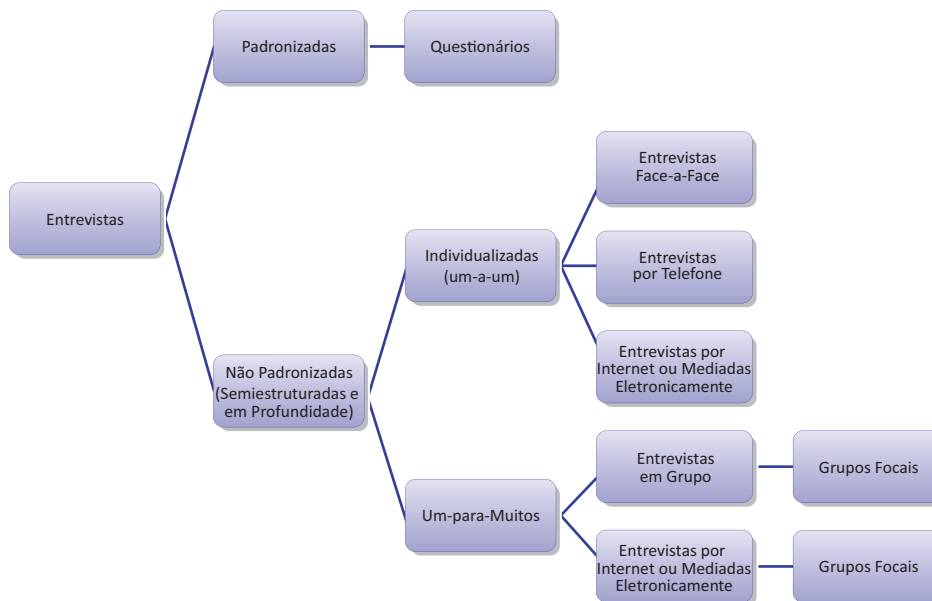 Padronizadas
Questionários
Entrevistas
Não Padronizadas
(Semiestruturadas e
em Profundidade)
Individualizadas
(um-a-um)
Entrevistas
Face-a-Face
Entrevistas
por Telefone
Entrevistas por
Internet ou Mediadas
Eletronicamente
Um-para-Muitos
Entrevistas
em Grupo
Grupos Focais
Entrevistas por
Internet ou Mediadas
Eletronicamente
Grupos Focais